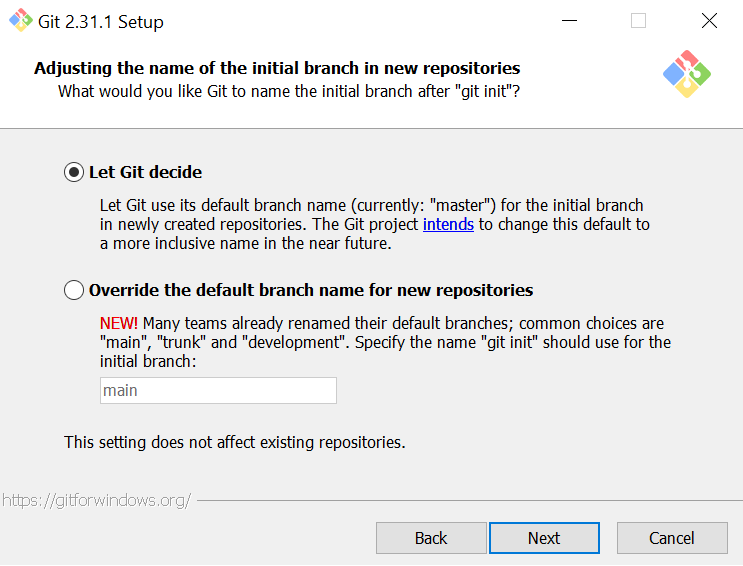 Git 2.31.1 Setup
Adjusting the name of the initial branch in new repositories
What would you like Git to name the initial branch after "git init"?
Let Git decide
Let Git use its default branch name (currently: "master") for the initial branch
in newly created repositories. The Git project intends to change this default to
a more inclusive name in the near future.
Override the default branch name for new repositories
NEW! Many teams already renamed their default branches; common choices are
"main", "trunk" and "development". Specify the name "git init" should use for the
initial branch:
main
This setting does not affect existing repositories.
https://gitforwindows.org/
Back
Next
Cancel